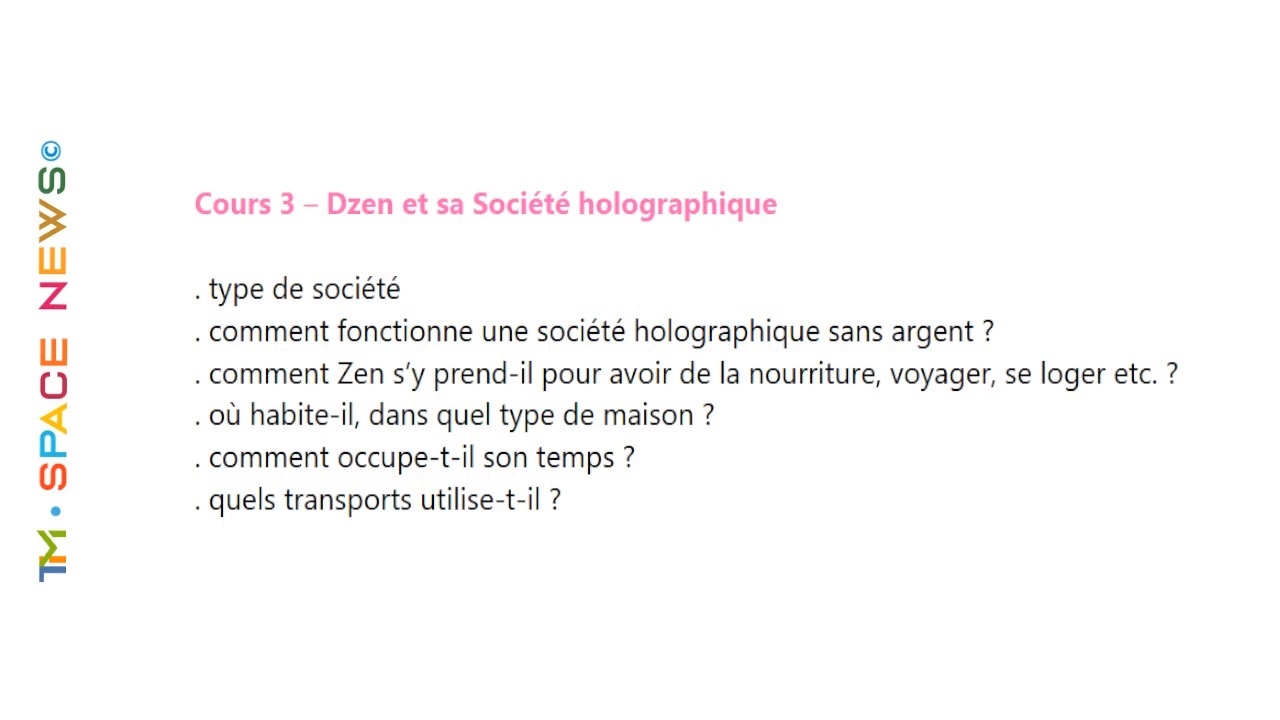 TM • SPACE NEWS©
Cours 3 – Dzen et sa Société holographique
. type de société
. comment fonctionne une société holographique sans argent ?
. comment Zen s’y prend-il pour avoir de la nourriture, voyager, se loger etc. ?
. où habite-il, dans quel type de maison ?
. comment occupe-t-il son temps ?
. quels transports utilise-t-il ?